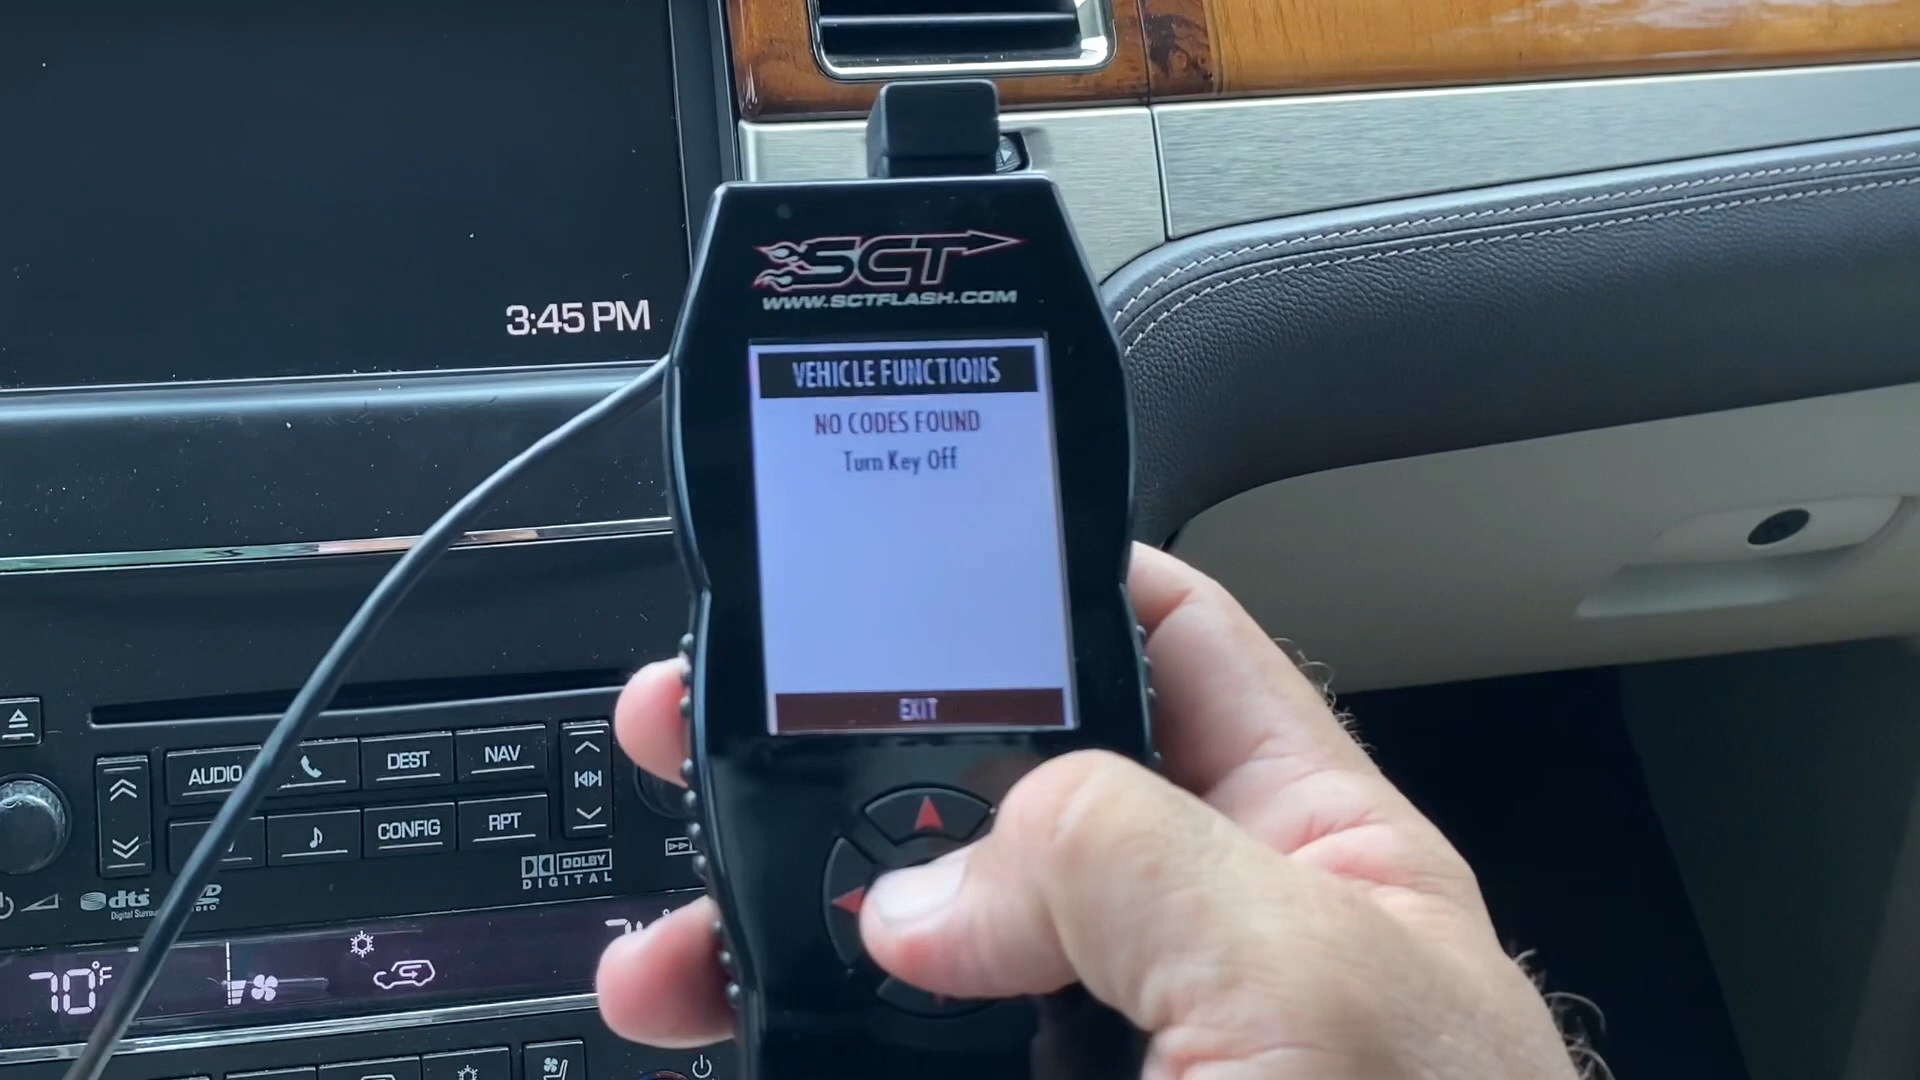 3:45 PM
SCT
WWW.SCTFLASH.COM
VEHICLE FUNCTIONS
NO CODES FOUND
Turn Key Off
EXIT
AUDIO
DEST
NAV
CONFIG
RPT
DOLBY
DIGITAL
dts
Digital
70°F